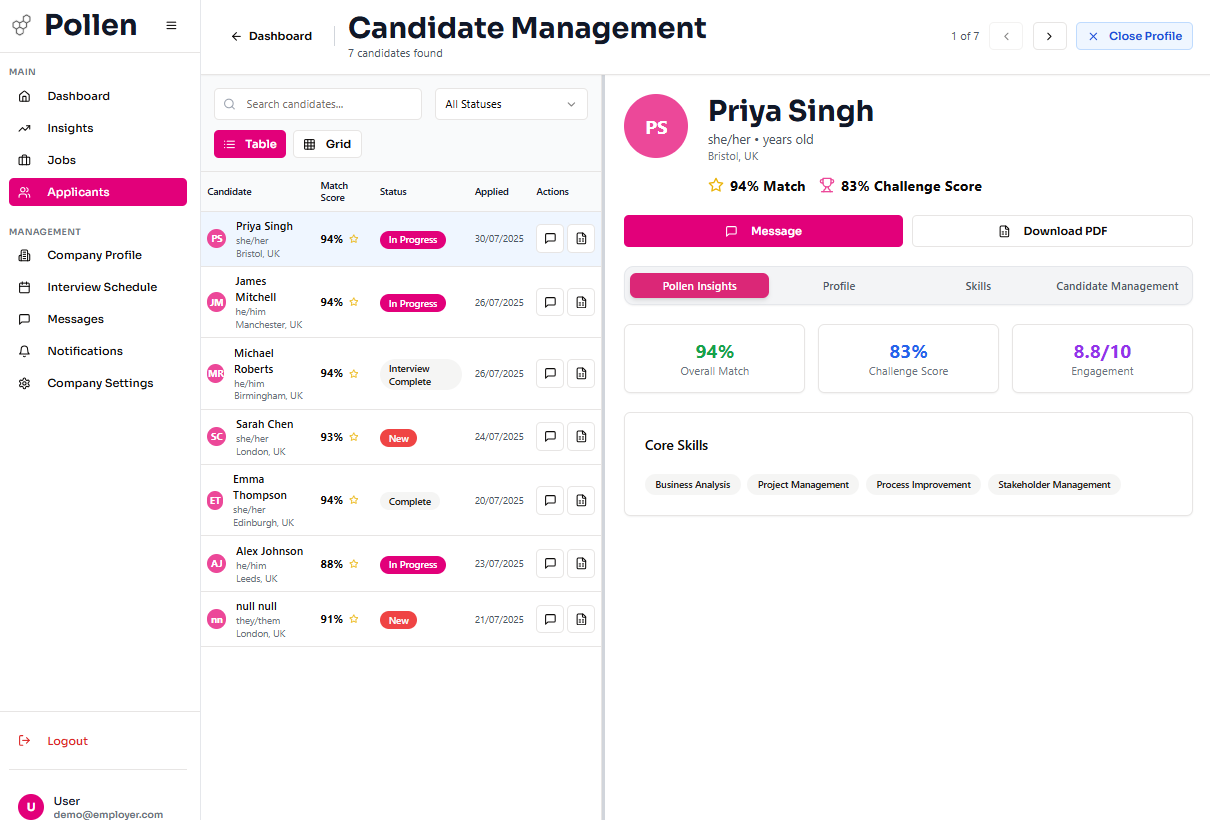 Pollen
MAIN
Dashboard
Insights
Jobs
Applicants
MANAGEMENT
Company Profile
Interview Schedule
Messages
Notifications
Company Settings
Logout
U
User
demo@employer.com
Dashboard
Candidate Management
7 candidates found
1 of 7
Close Profile
Search candidates...
All Statuses
Table
Grid
Candidate
Match Score
Status
Applied
Actions
PS
Priya Singh
she/her
Bristol, UK
94%
In Progress
30/07/2025
JM
James
Mitchell
he/him
Manchester, UK
94%
In Progress
26/07/2025
MR
Michael
Roberts
he/him
Birmingham, UK
94%
Interview
Complete
26/07/2025
SC
Sarah Chen
she/her
London, UK
93%
New
24/07/2025
ET
Emma
Thompson
she/her
Edinburgh, UK
94%
Complete
20/07/2025
AJ
Alex Johnson
he/him
Leeds, UK
88%
In Progress
23/07/2025
nn
null null
they/them
London, UK
91%
New
21/07/2025
PS
Priya Singh
she/her • years old
Bristol, UK
94% Match
83% Challenge Score
Message
Download PDF
Pollen Insights
Profile
Skills
Candidate Management
94%
Overall Match
83%
Challenge Score
8.8/10
Engagement
Core Skills
Business Analysis
Project Management
Process Improvement
Stakeholder Management